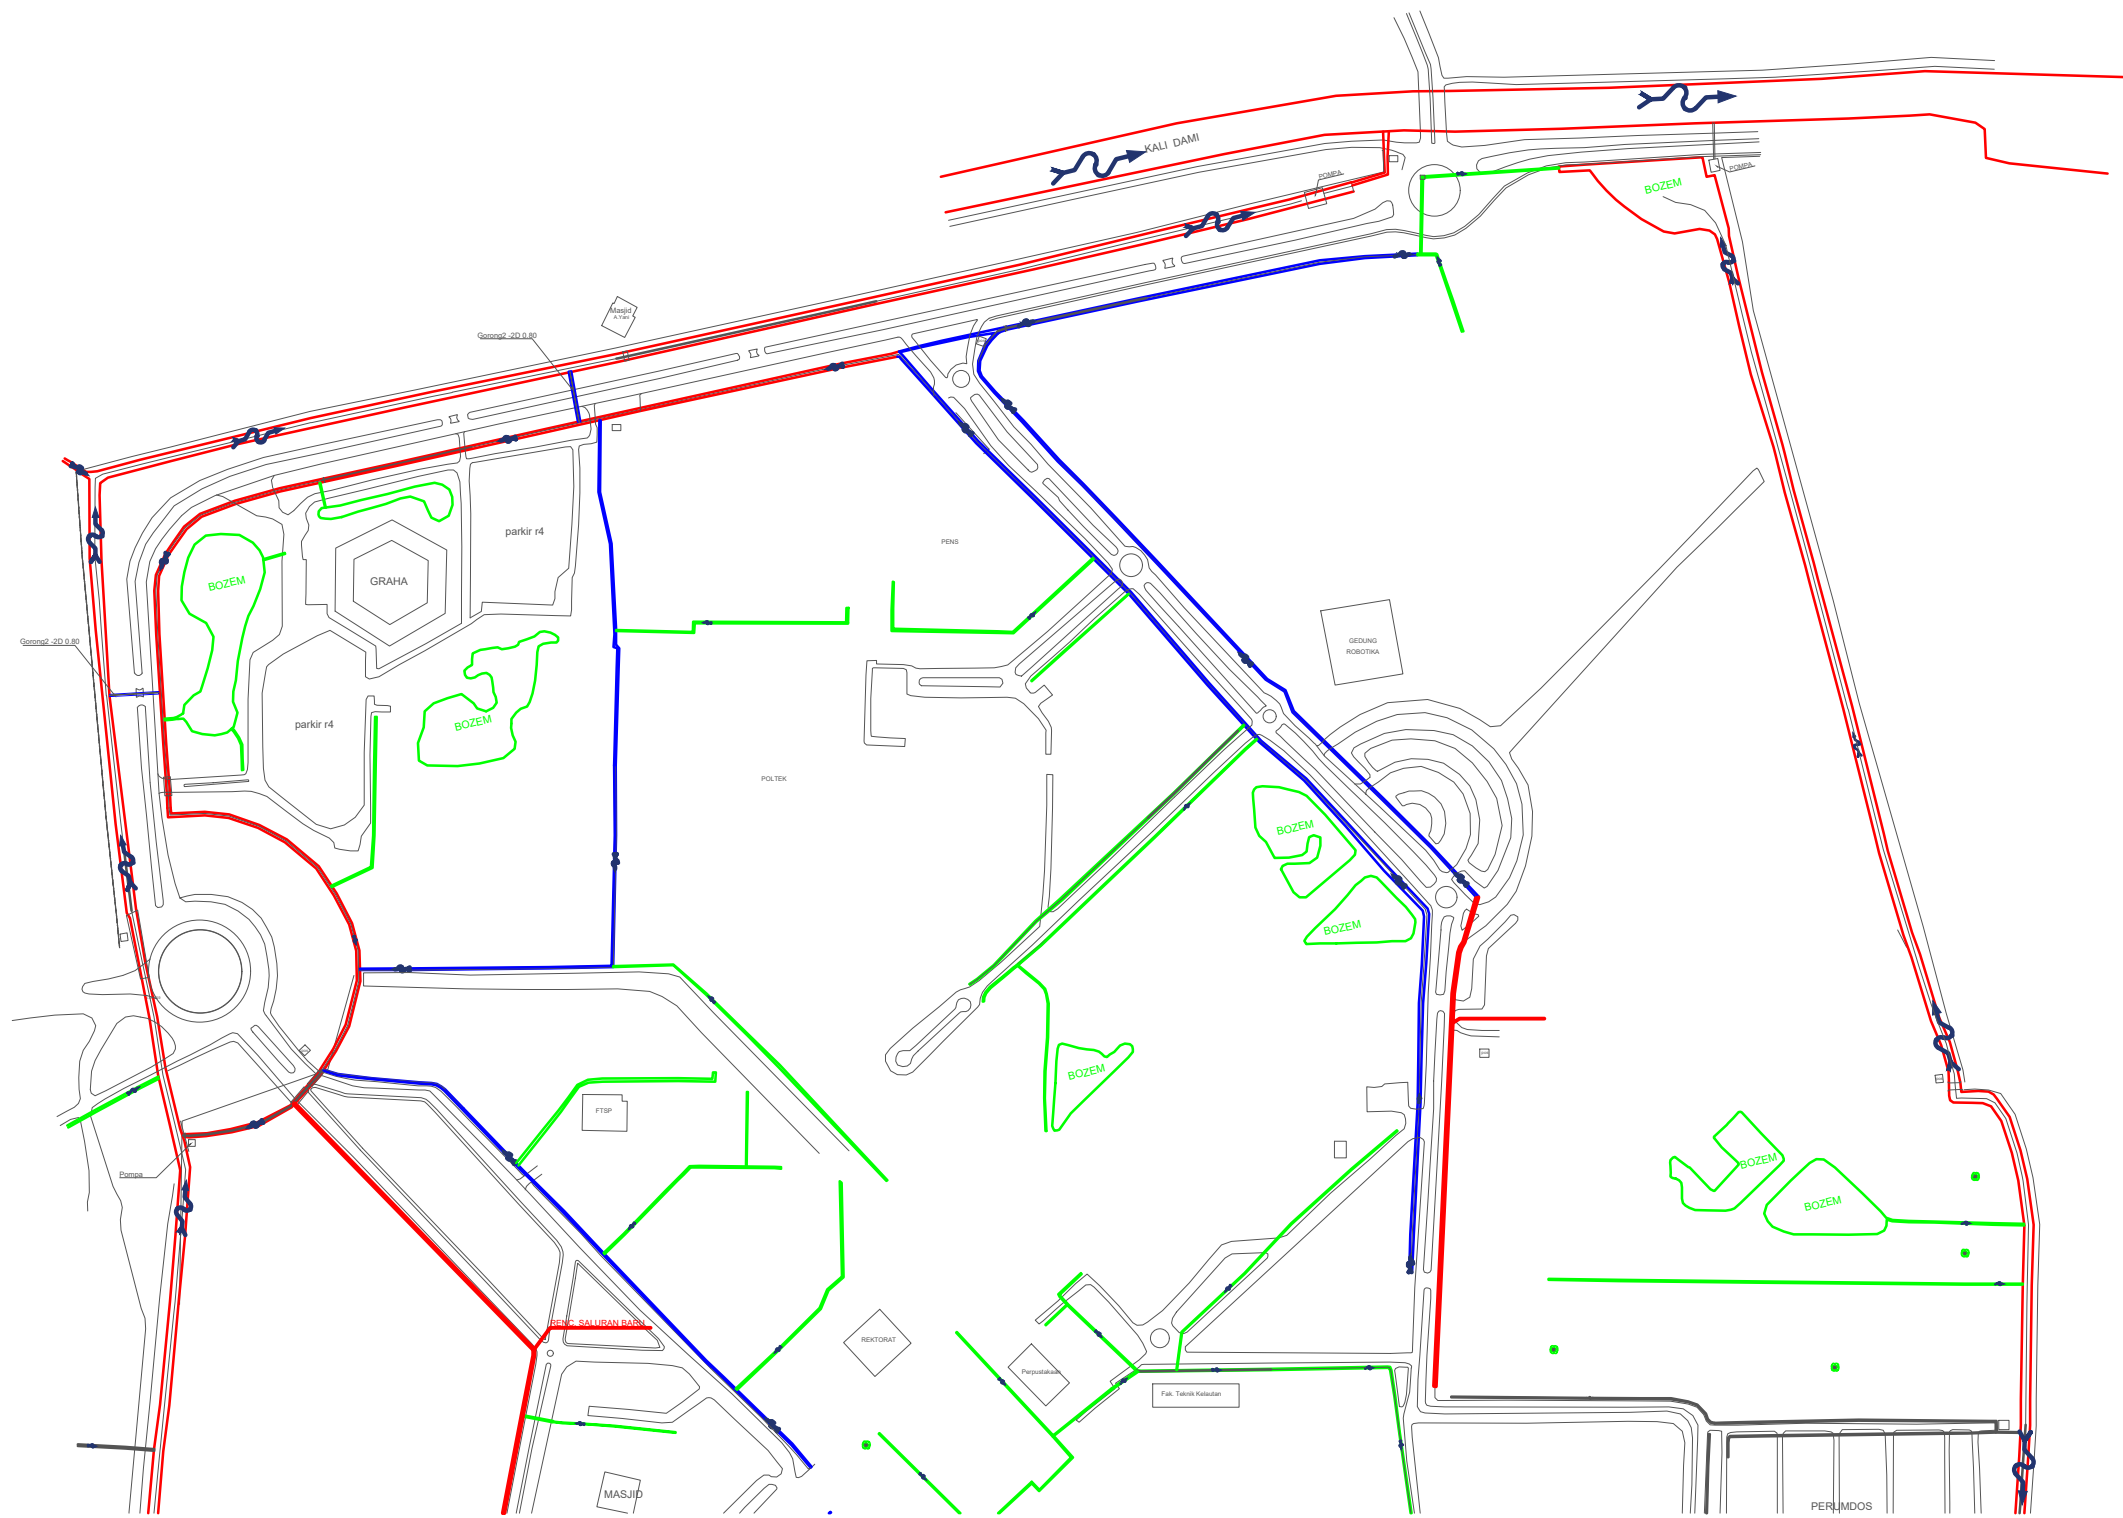 KALI DAMI
POMPA
POMPA
BOZEM
Masjid
A.Yani
Gorong2 -2D 0.80
parkir r4
PENS
GRAHA
BOZEM
Gorong2 -2D 0.80
GEDUNG
ROBOTIKA
parkir r4
BOZEM
POLTEK
BOZEM
BOZEM
BOZEM
FTSP
Pompa
BOZEM
BOZEM
RENC. SALURAN BARU
REKTORAT
Perpustakaan
Fak. Teknik Kelautan
MASJID
PERUMDOS